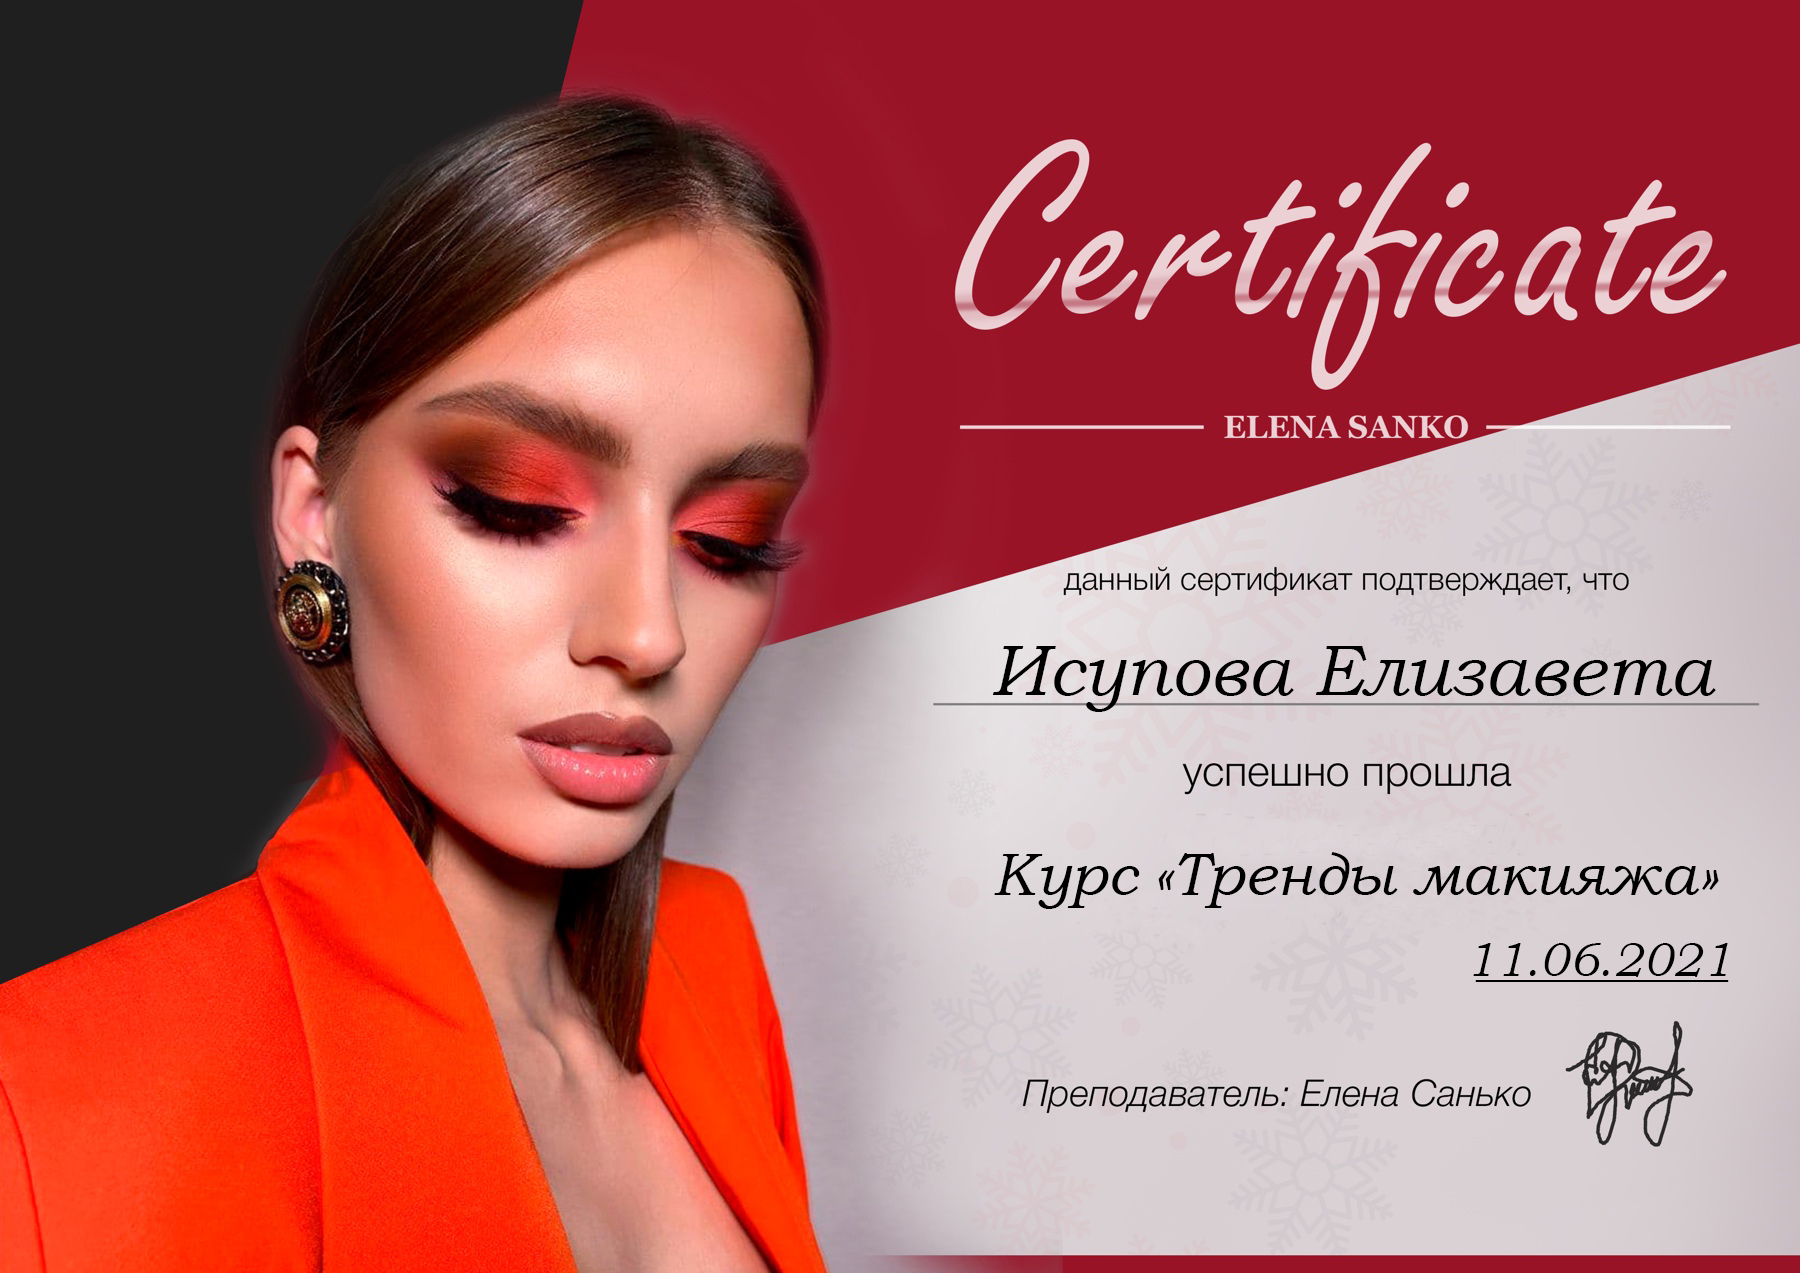 Certificate
ELENA SANKO
данный сертификат подтверждает, что
Исупова Елизавета
успешно прошла
Курс «Тренды макияжа»
11.06.2021
Преподаватель: Елена Санько